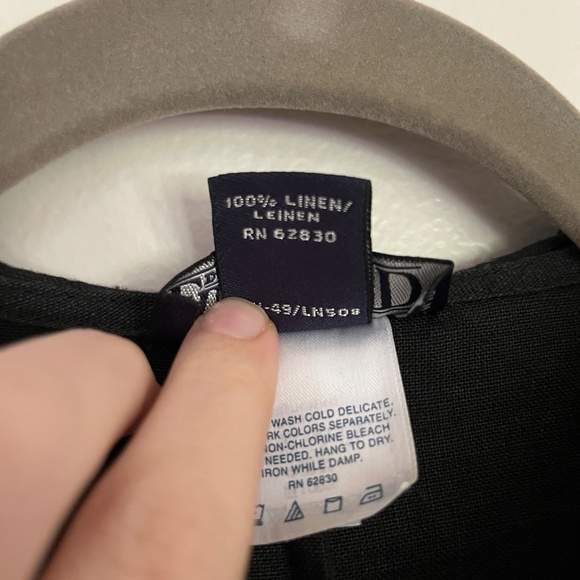 100% LINEN/
LEINEN
RN 62830
D
-49/LN508
WASH COLD DELICATE.
RK COLORS SEPARATELY.
NON-CHLORINE BLEACH
NEEDED. HANG TO DRY.
IRON WHILE DAMP.
RN 62830